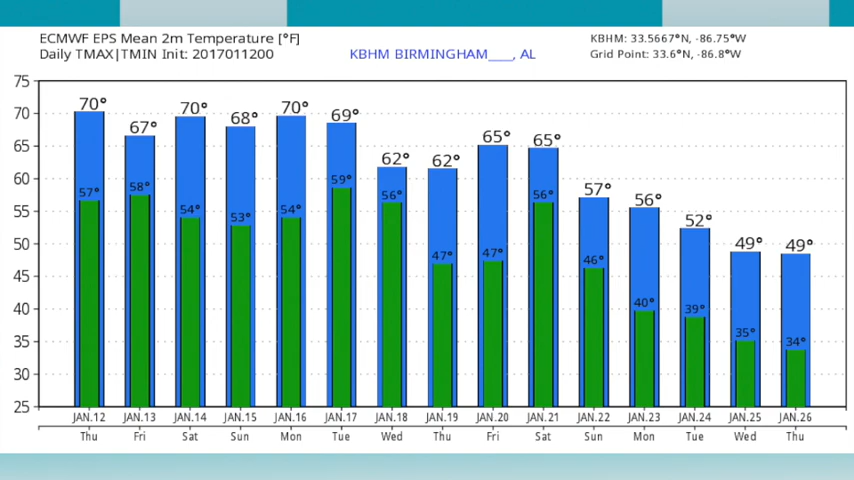 ECMWF EPS Mean 2m Temperature [°F]
Daily TMAX|TMIN Init: 2017011200
KBHM BIRMINGHAM___, AL
KBHM: 33.5667°N, -86.75°W
Grid Point: 33.6°N, -86.8°W
75
70
65
60
55
50
45
40
35
30
25
70° 67° 70° 68° 70° 69° 62° 62° 65° 65° 57° 56° 52° 49° 49°
57° 58° 54° 53° 54° 59° 56° 47° 47° 56° 46° 40° 39° 35° 34°
JAN.12 JAN.13 JAN.14 JAN.15 JAN.16 JAN.17 JAN.18 JAN.19 JAN.20 JAN.21 JAN.22 JAN.23 JAN.24 JAN.25 JAN.26
Thu Fri Sat Sun Mon Tue Wed Thu Fri Sat Sun Mon Tue Wed Thu